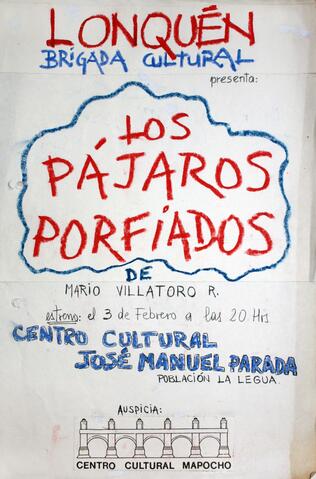 LONQUÉN
BRIGADA CULTURAL
presenta:
LOS
PÁJAROS
PORFIADOS
DE
MARIO VILLATORO R.
estreno: el 3 de Febrero a las 20 Hrs
CENTRO CULTURAL
JOSÉ MANUEL PARADA
POBLACIÓN LA LEGUA.
AUSPICIA:
CENTRO CULTURAL MAPOCHO